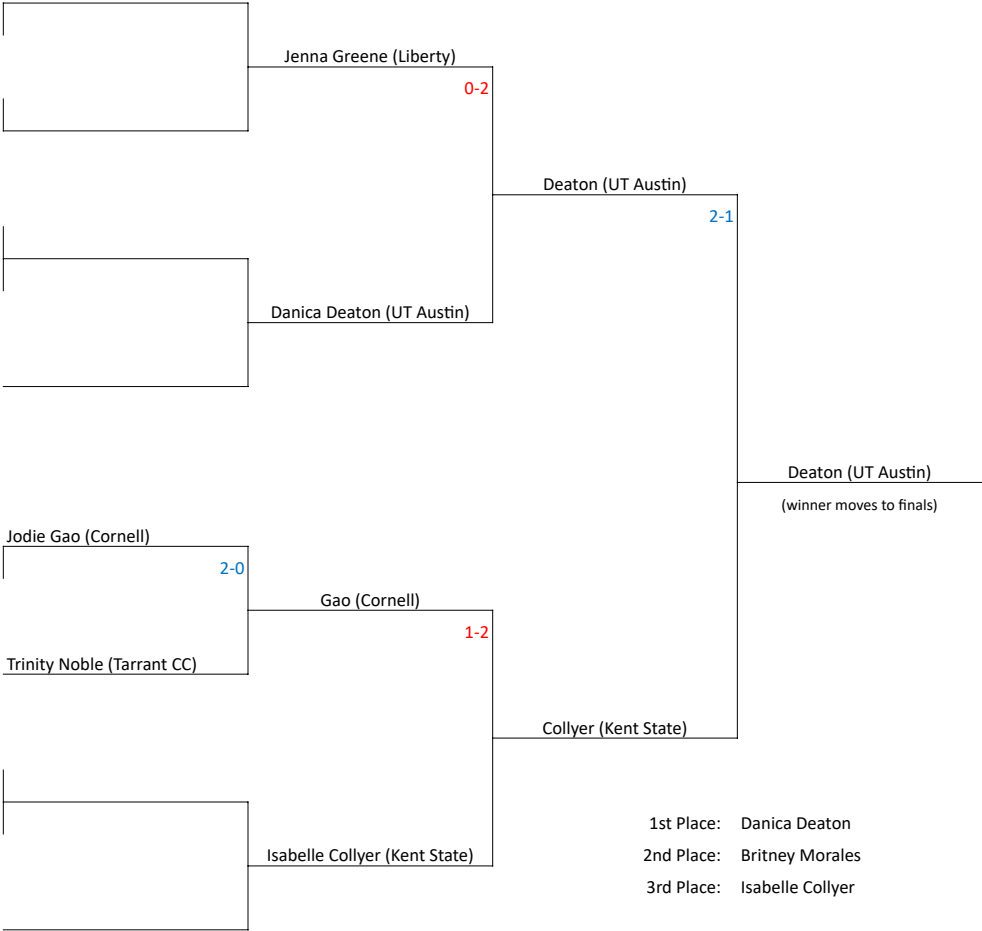 Jenna Greene (Liberty)
0-2
Deaton (UT Austin)
2-1
Danica Deaton (UT Austin)
Deaton (UT Austin)
(winner moves to finals)
Jodie Gao (Cornell)
2-0
Gao (Cornell)
1-2
Trinity Noble (Tarrant CC)
Collyer (Kent State)
Isabelle Collyer (Kent State)
1st Place: Danica Deaton
2nd Place: Britney Morales
3rd Place: Isabelle Collyer